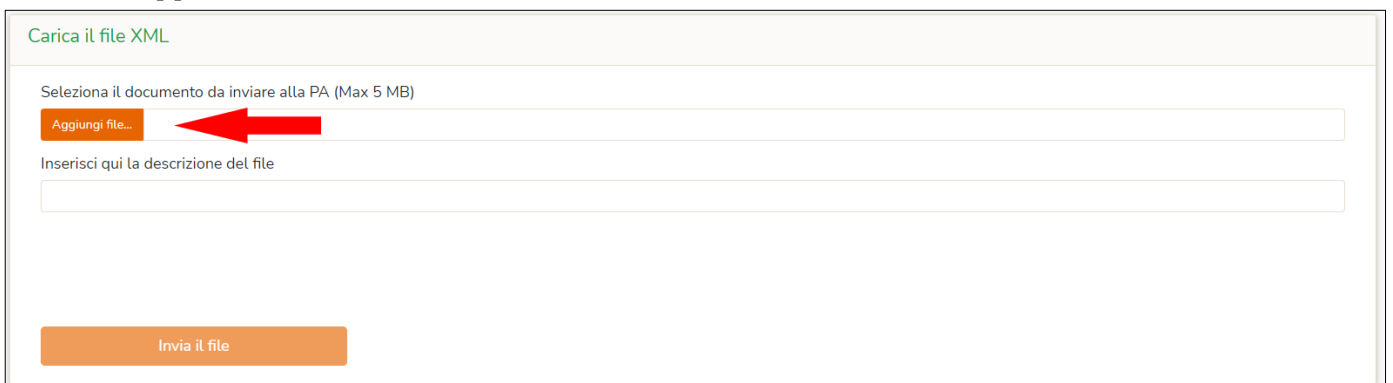 Carica il file XML
Seleziona il documento da inviare alla PA (Max 5 MB)
Aggiungi file...
Inserisci qui la descrizione del file
Invia il file